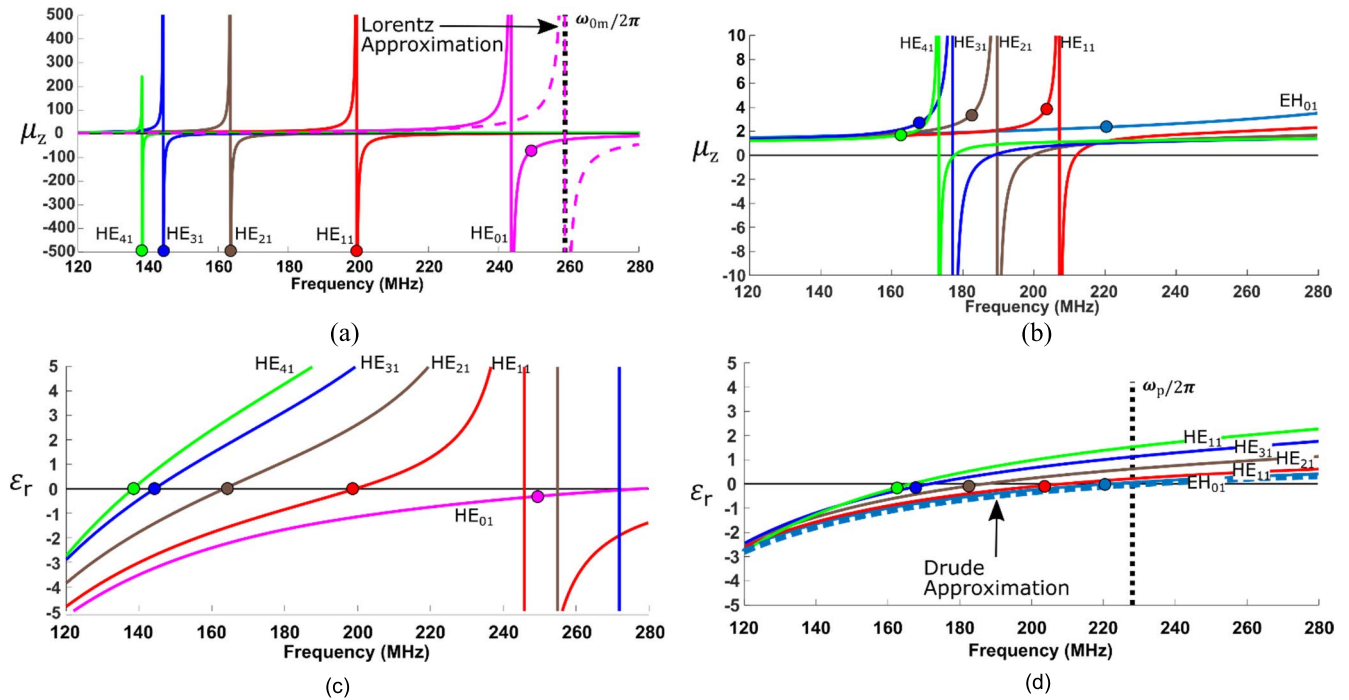 500
400
300
200
100
0
-100
-200
-300
-400
-500
μz
Lorentz
Approximation
ω0m/2π
HE41
HE31
HE21
HE11
HE01
120 140 160 180 200 220 240 260 280
Frequency (MHz)
(a)
10
8
6
4
2
0
-2
-4
-6
-8
-10
μz
HE41 HE31 HE21 HE11
EH01
120 140 160 180 200 220 240 260 280
Frequency (MHz)
(b)
5
4
3
2
1
0
-1
-2
-3
-4
-5
εr
HE41 HE31 HE21 HE11
HE01
120 140 160 180 200 220 240 260 280
Frequency (MHz)
(c)
5
4
3
2
1
0
-1
-2
-3
-4
-5
εr
ωp/2π
HE11
HE31
HE21
HE11
EH01
Drude
Approximation
120 140 160 180 200 220 240 260 280
Frequency (MHz)
(d)